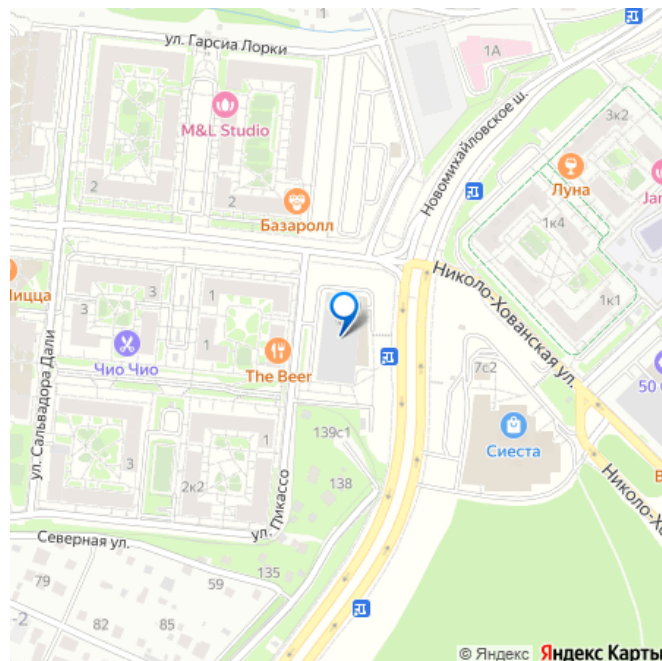 ул. Гарсиа Лорки
1А
Новомихайловское ш.
3к2
M&L Studio
Луна
2
2
Базаролл
1к4
Николо-Хованская ул.
1к1
3
3
1
1
Чио Чио
The Beer
ул. Сальвадора Дали
7с2
50
Сиеста
139с1
138
3
1
2к2
ул. Пикассо
Северная ул.
135
79
59
82
85
-2
© Яндекс Яндекс Карты